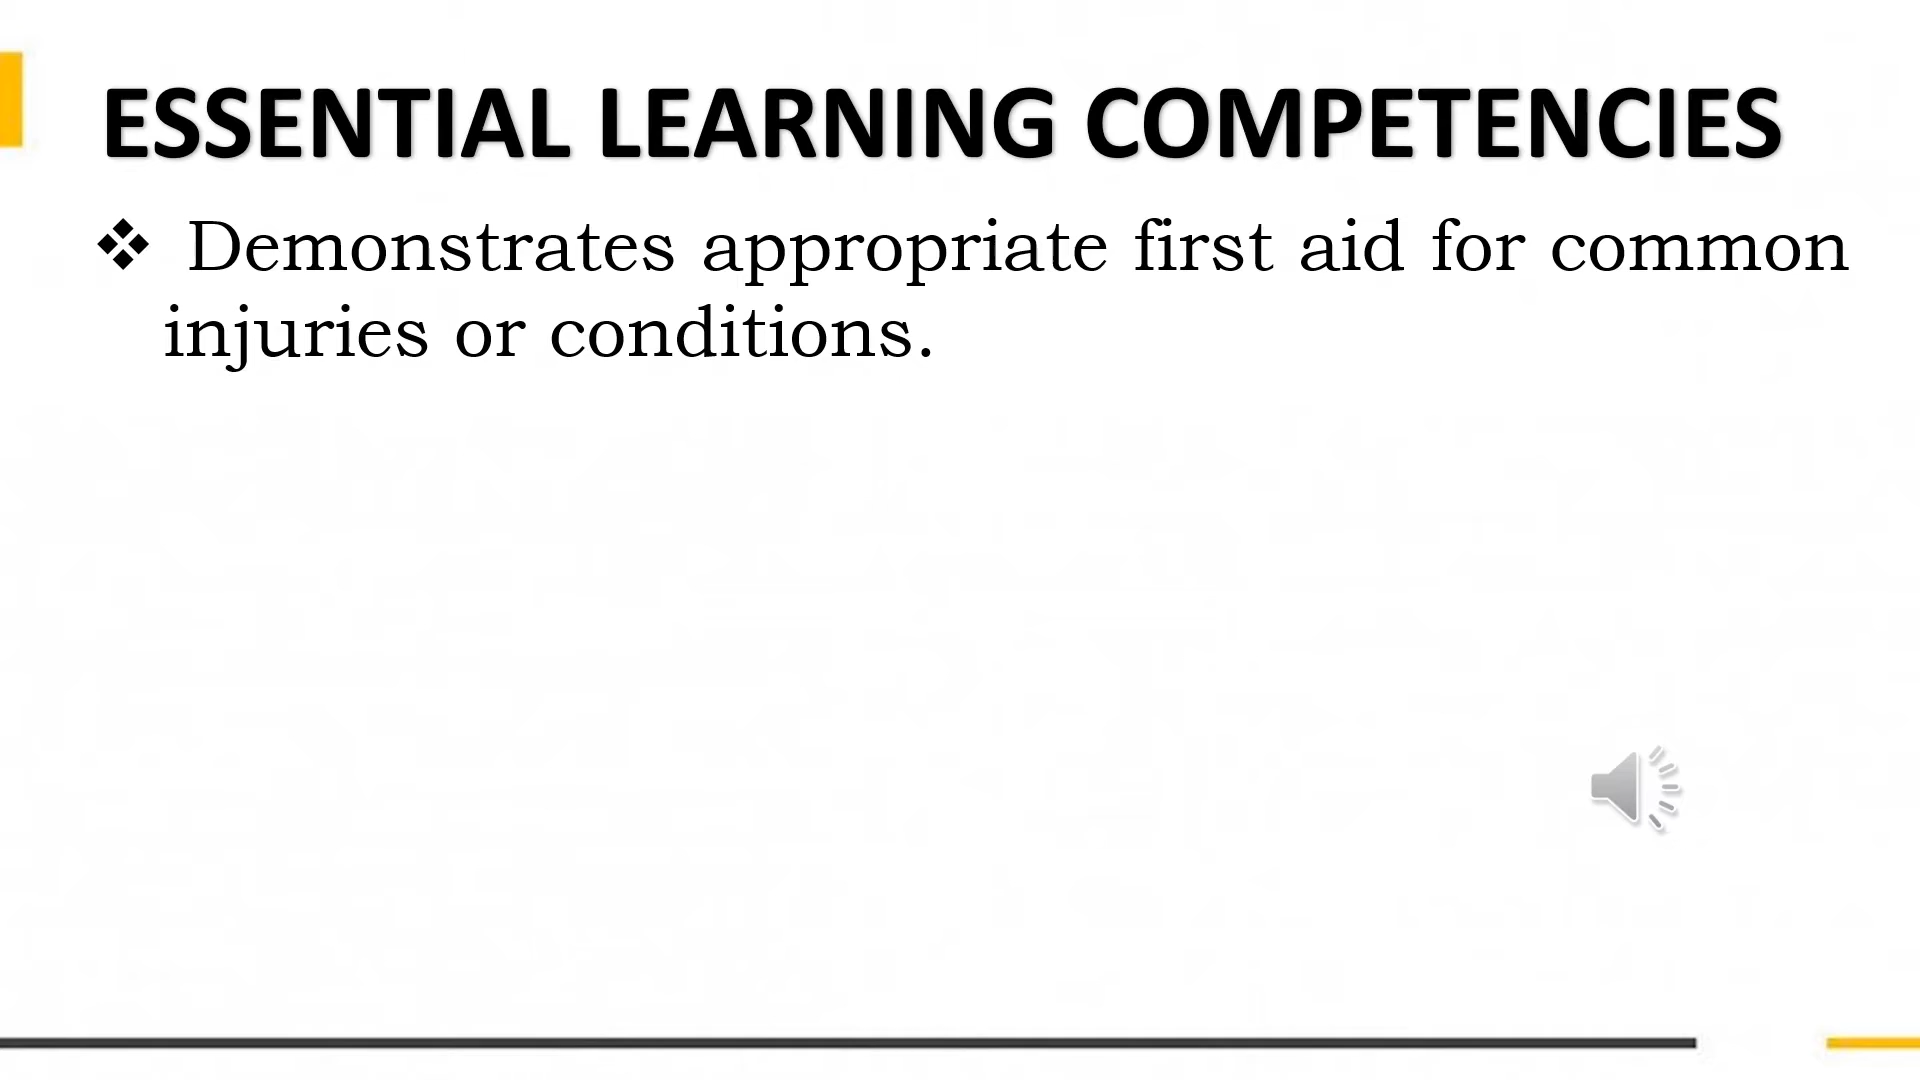 ESSENTIAL LEARNING COMPETENCIES
❖ Demonstrates appropriate first aid for common
injuries or conditions.